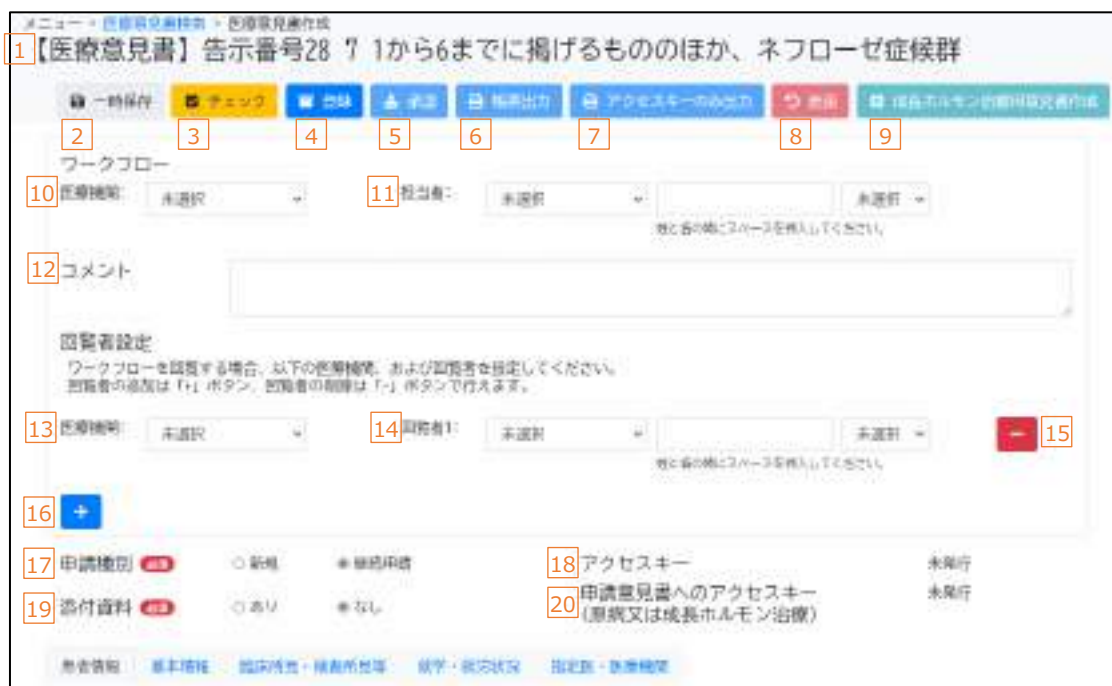 メニュー > 医療意見書検索 > 医療意見書作成
1 【医療意見書】告示番号28 7 1から6までに掲げるもののほか、ネフローゼ症候群
一時保存 チェック 登録 承認 帳票出力 アクセスキーのみ出力 差戻 成長ホルモン治療用意見書作成
2 3 4 5 6 7 8 9
ワークフロー
10 医療機関: 未選択 11 担当者: 未選択 未選択
姓と名の間にスペースを挿入してください。
12 コメント
回覧者設定
ワークフローを回覧する場合、以下の医療機関、および回覧者を設定してください。
回覧者の追加は「+」ボタン、回覧者の削除は「-」ボタンで行えます。
13 医療機関: 未選択 14 回覧者1: 未選択 未選択 - 15
姓と名の間にスペースを挿入してください。
16 +
17 申請種別 必須 新規 継続申請 18 アクセスキー 未発行
19 添付資料 必須 あり なし 20 申請意見書へのアクセスキー 未発行
(原病又は成長ホルモン治療)
患者情報 基本情報 臨床所見・検査所見等 就学・就労状況 指定医・医療機関